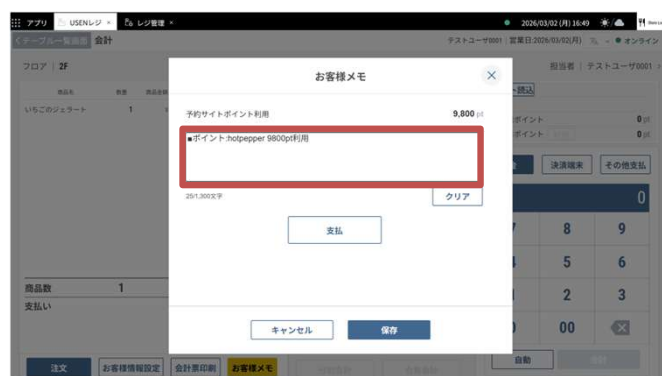 アプリ USENレジ × レジ管理 × 2026/03/02 (月) 16:49
テーブル一覧画面 会計 テストユーザ0001 営業日:2026/03/02(月) オンライン
フロア 2F 担当者 テストユーザ0001
お客様メモ ×
商品名 数量 商品金額
いちごのジェラート 1
予約サイトポイント利用 9,800 pt
■ポイント:hotpepper 9800pt利用
25/1,000文字 クリア
支払
キャンセル 保存
ポイント 0 pt
ポイント 0 pt
決済端末 その他支払
0
7 8 9
5 6
2 3
00
自動
商品数 1
支払い
注文 お客様情報設定 会計票印刷 お客様メモ